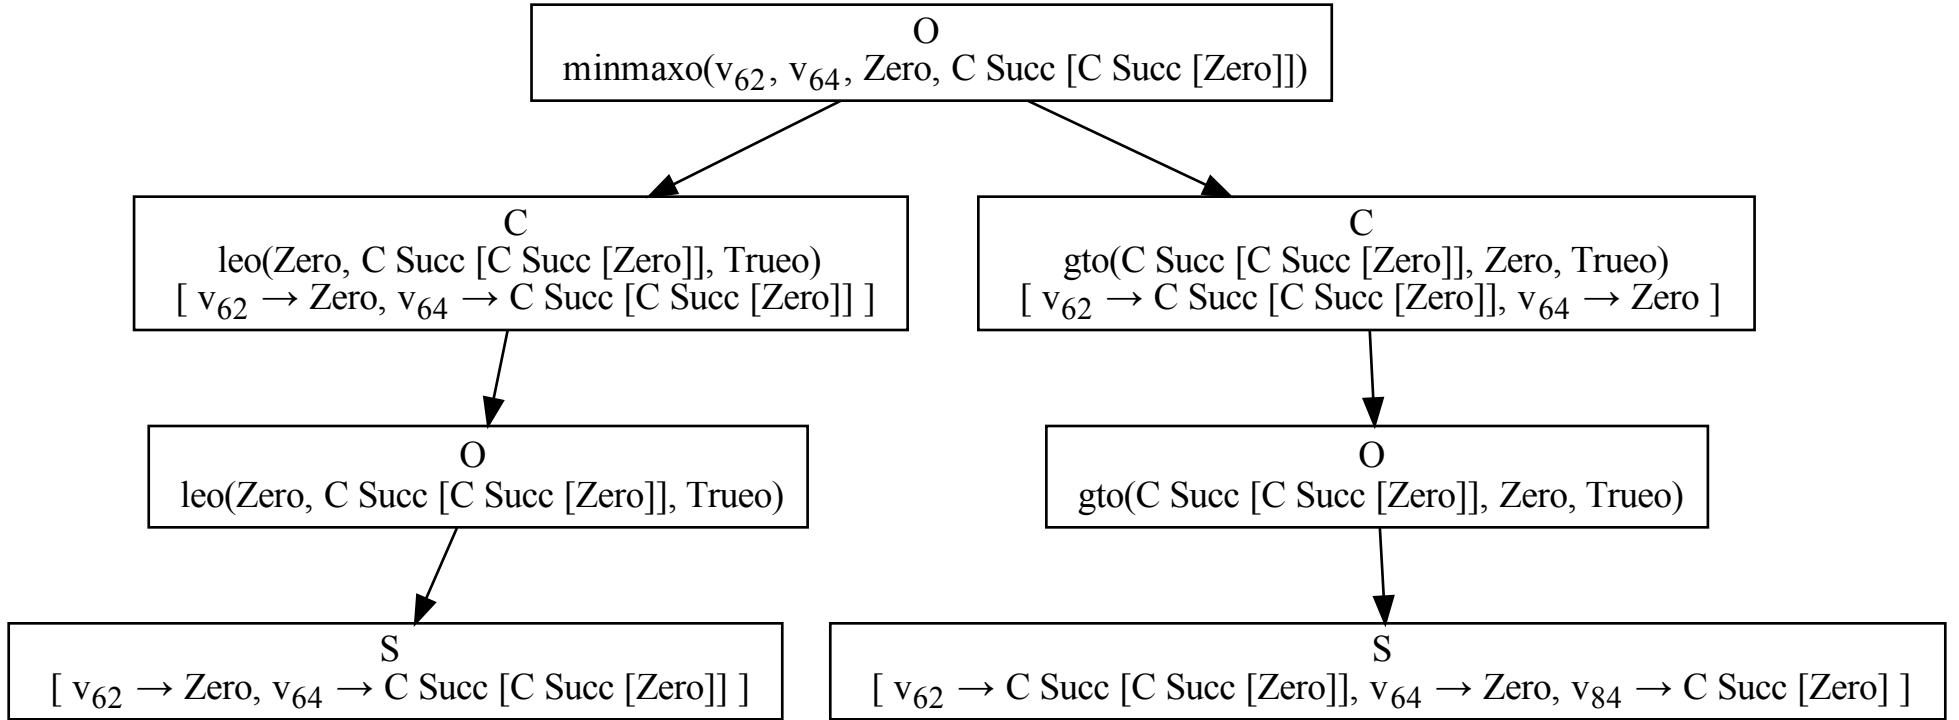 O
minmaxo(v₆₂, v₆₄, Zero, C Succ [C Succ [Zero]])
C
leo(Zero, C Succ [C Succ [Zero]], Trueo)
[ v₆₂ → Zero, v₆₄ → C Succ [C Succ [Zero]] ]
C
gto(C Succ [C Succ [Zero]], Zero, Trueo)
[ v₆₂ → C Succ [C Succ [Zero]], v₆₄ → Zero ]
O
leo(Zero, C Succ [C Succ [Zero]], Trueo)
O
gto(C Succ [C Succ [Zero]], Zero, Trueo)
S
[ v₆₂ → Zero, v₆₄ → C Succ [C Succ [Zero]] ]
S
[ v₆₂ → C Succ [C Succ [Zero]], v₆₄ → Zero, v₈₄ → C Succ [Zero] ]